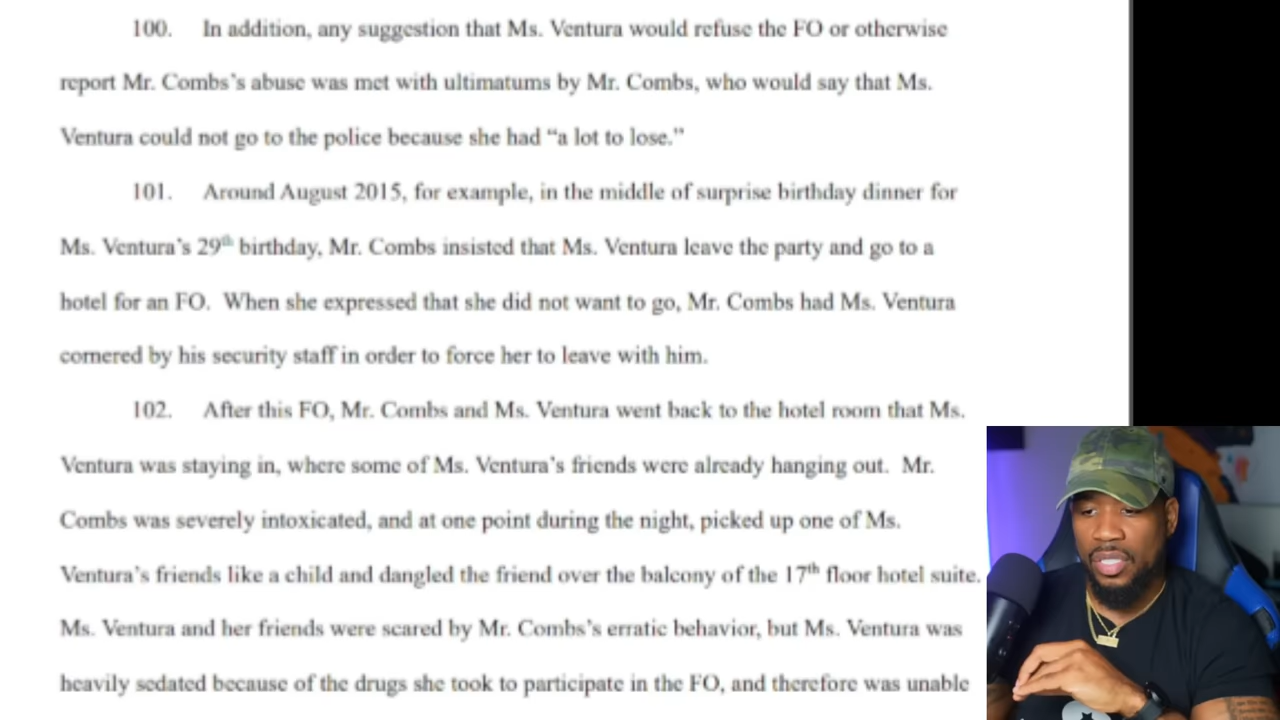 100. In addition, any suggestion that Ms. Ventura would refuse the FO or otherwise
report Mr. Combs’s abuse was met with ultimatums by Mr. Combs, who would say that Ms.
Ventura could not go to the police because she had “a lot to lose.”
101. Around August 2015, for example, in the middle of surprise birthday dinner for
Ms. Ventura’s 29th birthday, Mr. Combs insisted that Ms. Ventura leave the party and go to a
hotel for an FO. When she expressed that she did not want to go, Mr. Combs had Ms. Ventura
cornered by his security staff in order to force her to leave with him.
102. After this FO, Mr. Combs and Ms. Ventura went back to the hotel room that Ms.
Ventura was staying in, where some of Ms. Ventura’s friends were already hanging out. Mr.
Combs was severely intoxicated, and at one point during the night, picked up one of Ms.
Ventura’s friends like a child and dangled the friend over the balcony of the 17th floor hotel suite.
Ms. Ventura and her friends were scared by Mr. Combs’s erratic behavior, but Ms. Ventura was
heavily sedated because of the drugs she took to participate in the FO, and therefore was unable